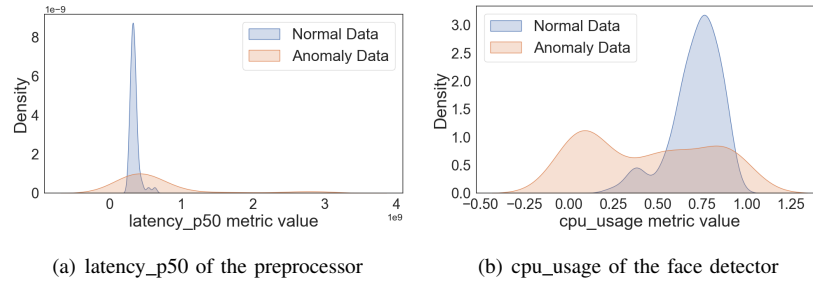 1e−9
8
6
4
2
0
Density
Normal Data
Anomaly Data
0 1 2 3 4
1e9
latency_p50 metric value
(a) latency_p50 of the preprocessor
3.0
2.5
2.0
1.5
1.0
0.5
0.0
Density
Normal Data
Anomaly Data
−0.50 −0.25 0.00 0.25 0.50 0.75 1.00 1.25
cpu_usage metric value
(b) cpu_usage of the face detector